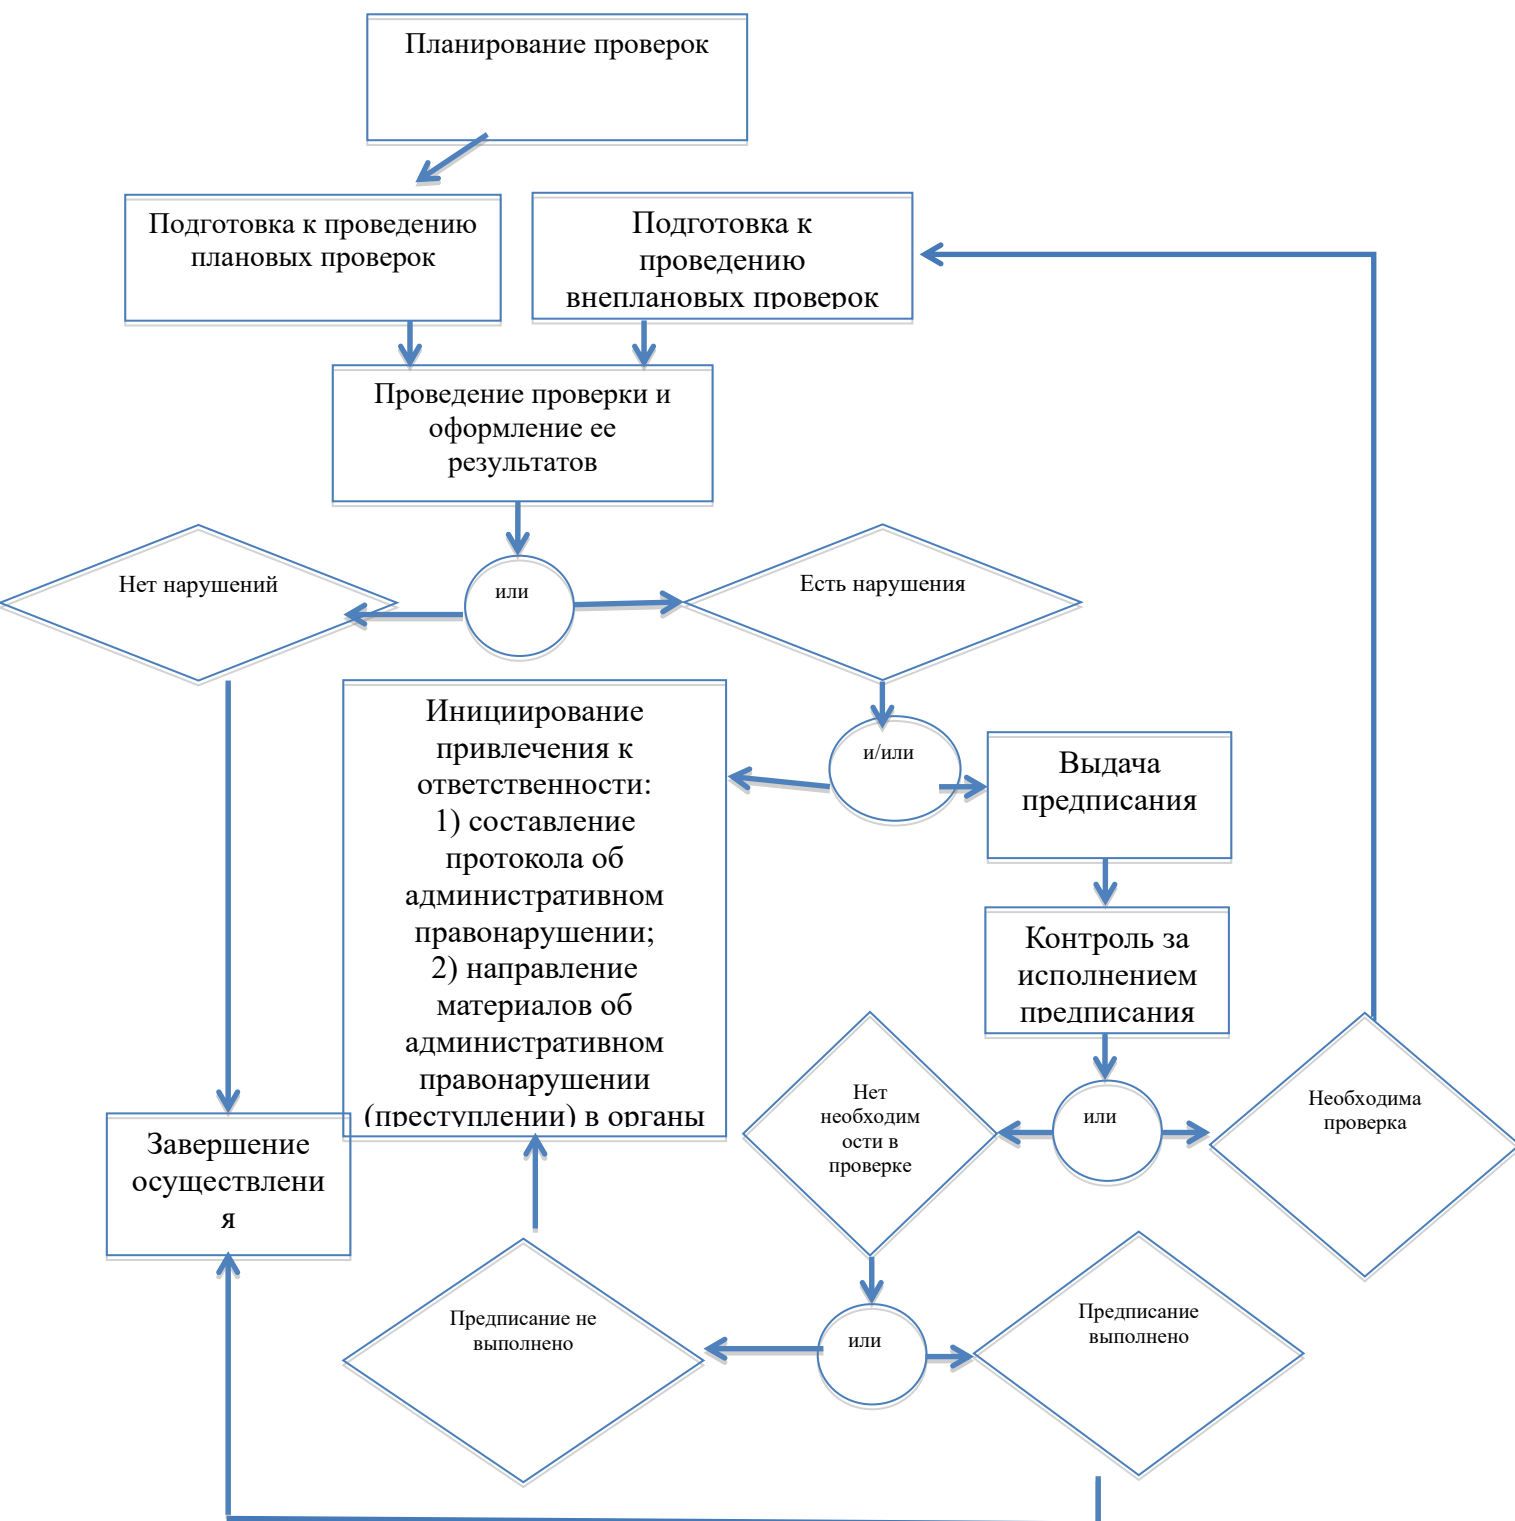 Планирование проверок
Подготовка к проведению
плановых проверок
Подготовка к
проведению
внеплановых проверок
Проведение проверки и
оформление ее
результатов
Нет нарушений
или
Есть нарушения
Инициирование
привлечения к
ответственности:
1) составление
протокола об
административном
правонарушении;
2) направление
материалов об
административном
правонарушении
(преступлении) в органы
и/или
Выдача
предписания
Контроль за
исполнением
предписания
Нет
необходим
ости в
проверке
или
Необходима
проверка
Завершение
осуществлени
я
Предписание не
выполнено
или
Предписание
выполнено